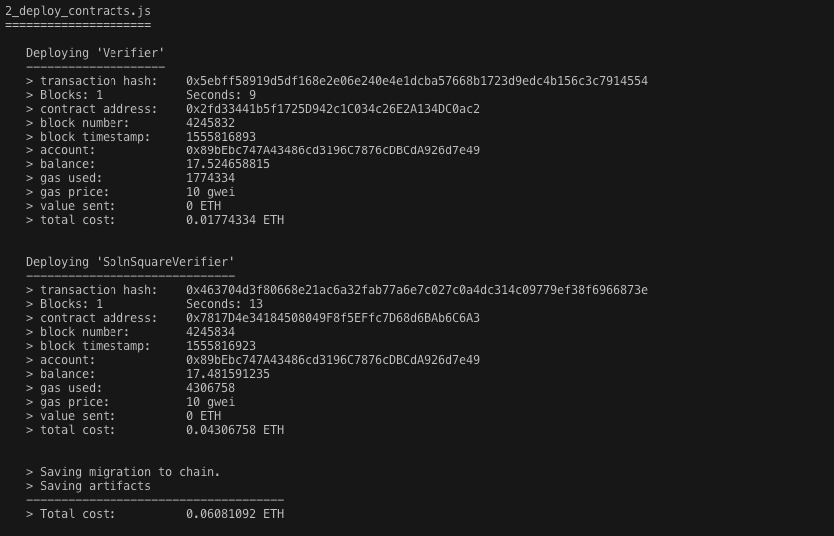 2_deploy_contracts.js
=====================
Deploying 'Verifier'
--------------------
> transaction hash: 0x5ebff58919d5df168e2e06e240e4e1dcba57668b1723d9edc4b156c3c7914554
> Blocks: 1 Seconds: 9
> contract address: 0x2fd33441b5f1725D942c1C034c26E2A134DC0ac2
> block number: 4245832
> block timestamp: 1555816893
> account: 0x89bEbc747A43486cd3196C7876cDBCdA926d7e49
> balance: 17.524658815
> gas used: 1774334
> gas price: 10 gwei
> value sent: 0 ETH
> total cost: 0.01774334 ETH
Deploying 'SolnSquareVerifier'
------------------------------
> transaction hash: 0x463704d3f80668e21ac6a32fab77a6e7c027c0a4dc314c09779ef38f6966873e
> Blocks: 1 Seconds: 13
> contract address: 0x7817D4e34184508049F8f5EFfc7D68d6BAb6C6A3
> block number: 4245834
> block timestamp: 1555816923
> account: 0x89bEbc747A43486cd3196C7876cDBCdA926d7e49
> balance: 17.481591235
> gas used: 4306758
> gas price: 10 gwei
> value sent: 0 ETH
> total cost: 0.04306758 ETH
> Saving migration to chain.
> Saving artifacts
-------------------------------------
> Total cost: 0.06081092 ETH